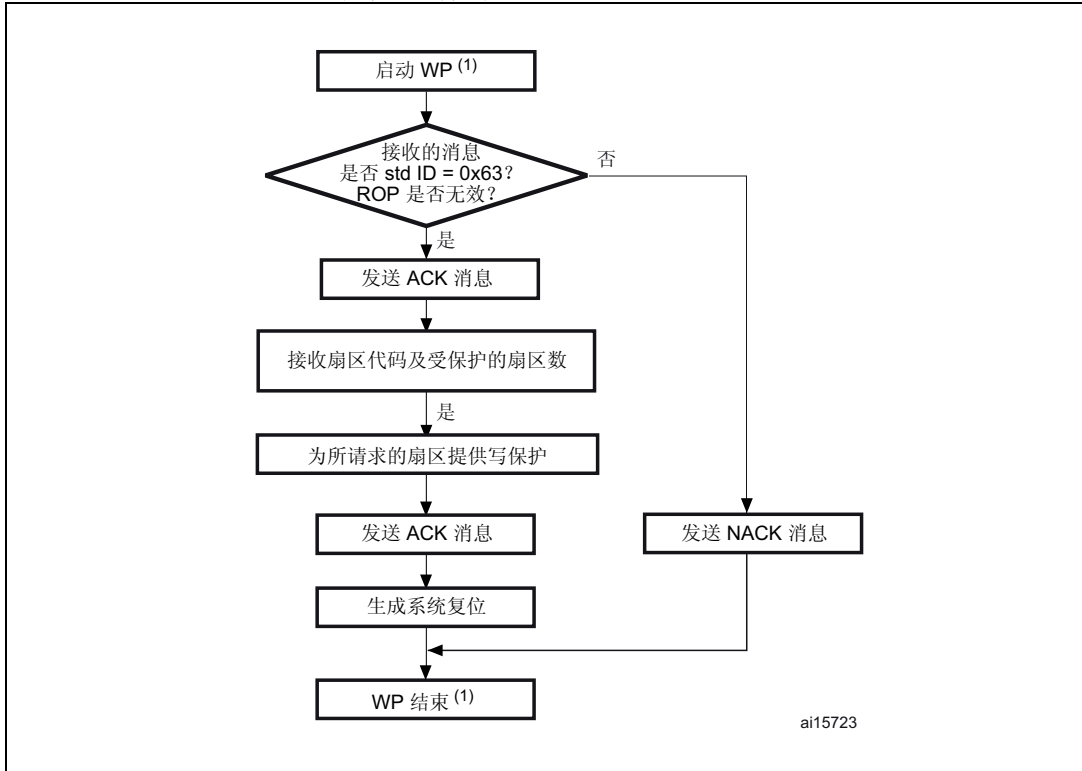 启动 WP (1)
接收的消息
是否 std ID = 0x63?
ROP 是否无效?
否
是
发送 ACK 消息
接收扇区代码及受保护的扇区数
是
为所请求的扇区提供写保护
发送 ACK 消息
发送 NACK 消息
生成系统复位
WP 结束 (1)
ai15723